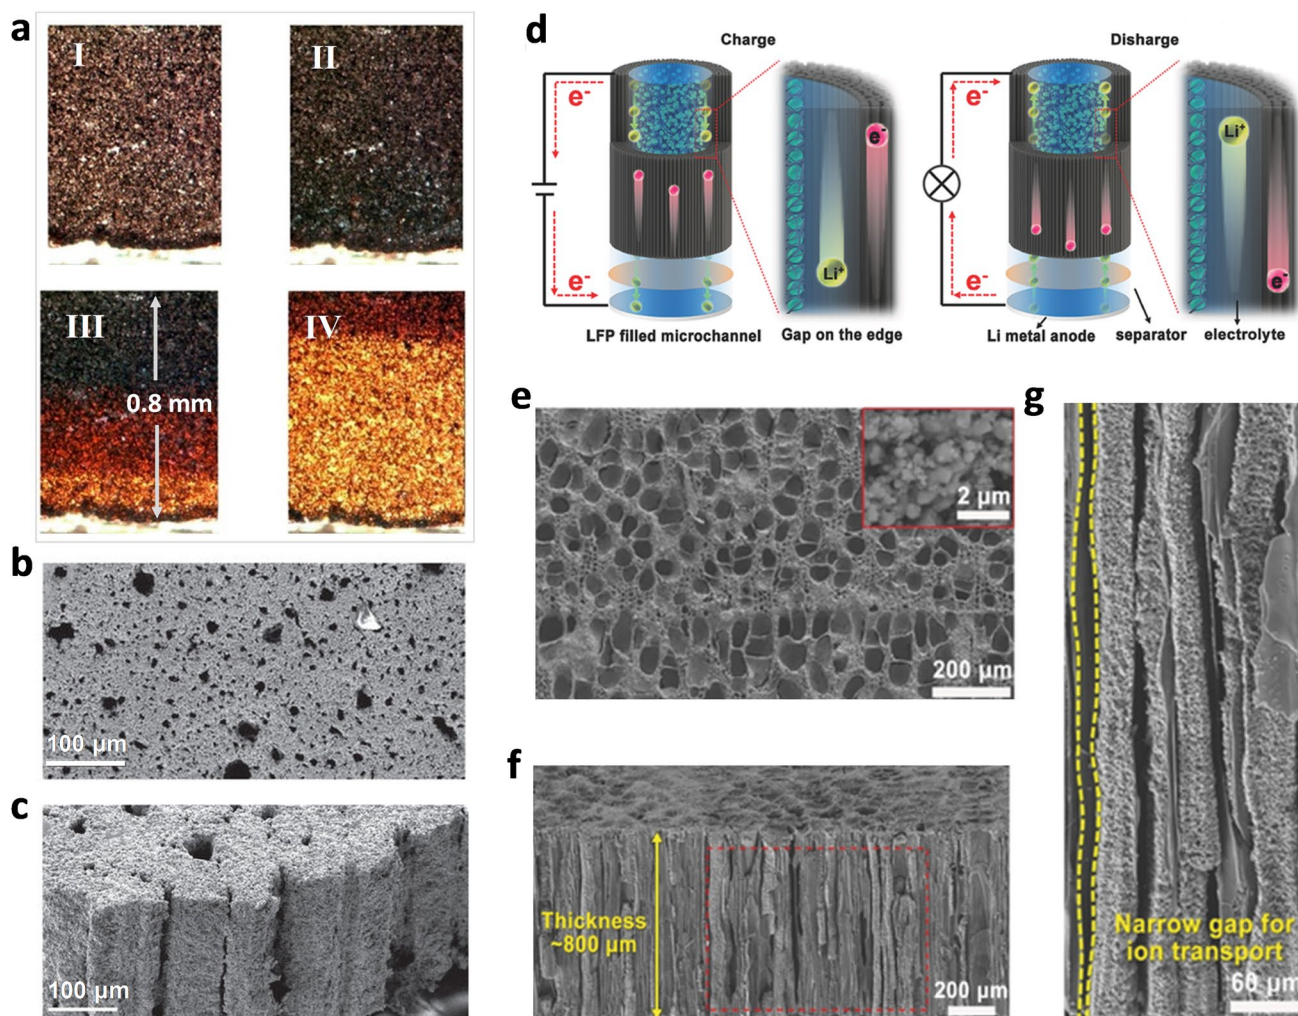 a
I
II
III
IV
0.8 mm
b
100 μm
c
100 μm
d
Charge
Disharge
e⁻
e⁻
e⁻
Li⁺
e⁻
e⁻
Li⁺
e⁻
LFP filled microchannel
Gap on the edge
Li metal anode
separator
electrolyte
e
2 μm
200 μm
f
Thickness
~800 μm
200 μm
g
Narrow gap for
ion transport
60 μm